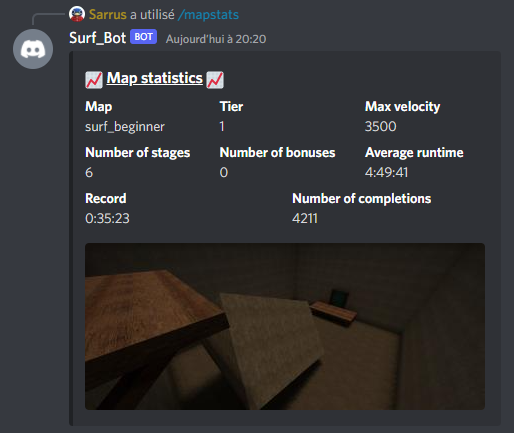 Sarrus a utilisé /mapstats
Surf_Bot BOT Aujourd'hui à 20:20
Map statistics
Map Tier Max velocity
surf_beginner 1 3500
Number of stages Number of bonuses Average runtime
6 0 4:49:41
Record Number of completions
0:35:23 4211